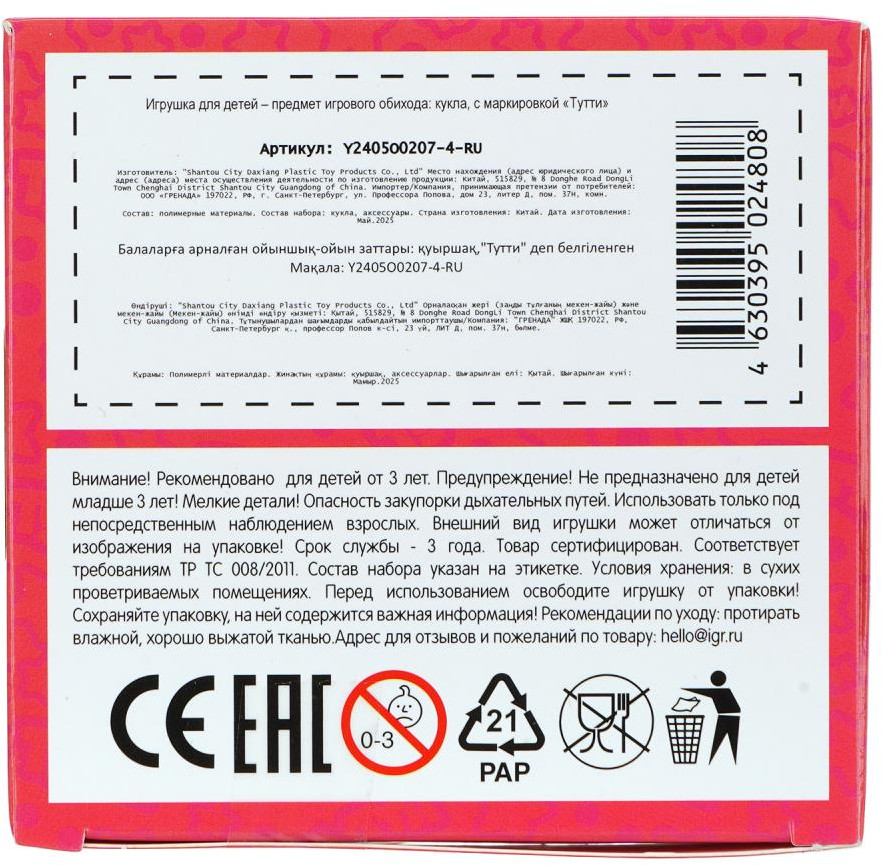 Игрушка для детей – предмет игрового обихода: кукла, с маркировкой «Тутти»
Артикул: Y2405O0207-4-RU
Изготовитель: "Shantou City Daxiang Plastic Toy Products Co., Ltd" Место нахождения (адрес юридического лица) и
адрес (адреса) места осуществления деятельности по изготовлению продукции: Китай, 515829, № 8 Donghe Road DongLi
Town Chenghai District Shantou City Guangdong of China. Импортер/Компания, принимающая претензии от потребителей:
ООО «ГРЕНАДА» 197022, РФ, г. Санкт-Петербург, ул. Профессора Попова, дом 23, литер Д, пом. 37Н, комн.
Состав: полимерные материалы. Состав набора: кукла, аксессуары. Страна изготовления: Китай. Дата изготовления:
Май.2025
Балаларға арналған ойыншық-ойын заттары: қуыршақ,"Тутти" деп белгіленген
Мақала: Y2405O0207-4-RU
Өндіруші: "Shantou City Daxiang Plastic Toy Products Co., Ltd" Орналасқан жері (заңды тұлғаның мекен-жайы) және
мекен-жайы (Мекен-жайы) өнімді өндіру қызметі: Қытай, 515829, № 8 Donghe Road DongLi Town Chenghai District Shantou
City Guangdong of China. Тұтынушылардан шағымдарды қабылдайтын импорттаушы/Компания: "ГРЕНАДА" ЖШҚ 197022, РФ,
Санкт-Петербург қ., профессор Попов к-сі, 23 үй, ЛИТ Д, пом. 37н, бөлме.
Құрамы: Полимерлі материалдар. Жинақтың құрамы: қуыршақ, аксессуарлар. Шығарылған елі: Қытай. Шығарылған күні:
Мамыр.2025
4 630395 024808
Внимание! Рекомендовано для детей от 3 лет. Предупреждение! Не предназначено для детей
младше 3 лет! Мелкие детали! Опасность закупорки дыхательных путей. Использовать только под
непосредственным наблюдением взрослых. Внешний вид игрушки может отличаться от
изображения на упаковке! Срок службы - 3 года. Товар сертифицирован. Соответствует
требованиям ТР ТС 008/2011. Состав набора указан на этикетке. Условия хранения: в сухих
проветриваемых помещениях. Перед использованием освободите игрушку от упаковки!
Сохраняйте упаковку, на ней содержится важная информация! Рекомендации по уходу: протирать
влажной, хорошо выжатой тканью.Адрес для отзывов и пожеланий по товару: hello@igr.ru
CE EAC 0-3 21
PAP